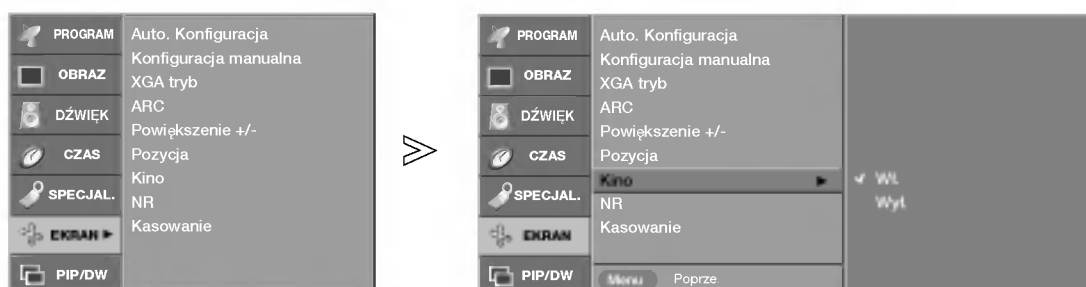 PROGRAM
OBRAZ
DŹWIĘK
CZAS
SPECJAL.
EKRAN
PIP/DW
Auto. Konfiguracja
Konfiguracja manualna
XGA tryb
ARC
Powiększenie +/-
Pozycja
Kino
NR
Kasowanie
PROGRAM
OBRAZ
DŹWIĘK
CZAS
SPECJAL.
EKRAN
PIP/DW
Auto. Konfiguracja
Konfiguracja manualna
XGA tryb
ARC
Powiększenie +/-
Pozycja
Kino
NR
Kasowanie
Menu Poprze
Wł.
Wył.